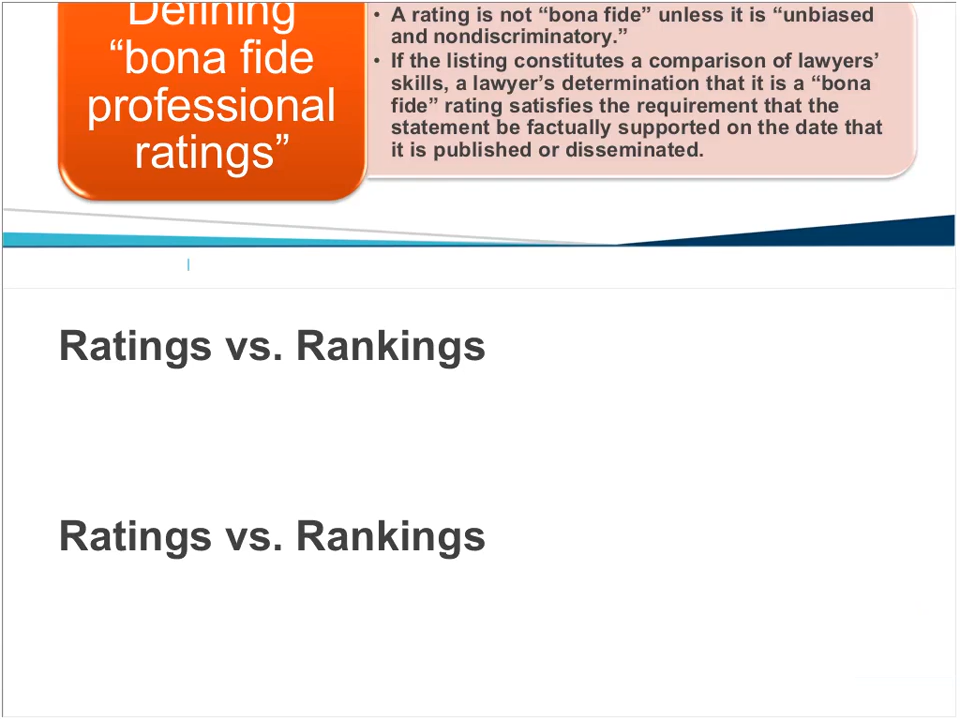 Defining
“bona fide
professional
ratings”
• A rating is not “bona fide” unless it is “unbiased
and nondiscriminatory.”
• If the listing constitutes a comparison of lawyers’
skills, a lawyer’s determination that it is a “bona
fide” rating satisfies the requirement that the
statement be factually supported on the date that
it is published or disseminated.
Ratings vs. Rankings
Ratings vs. Rankings